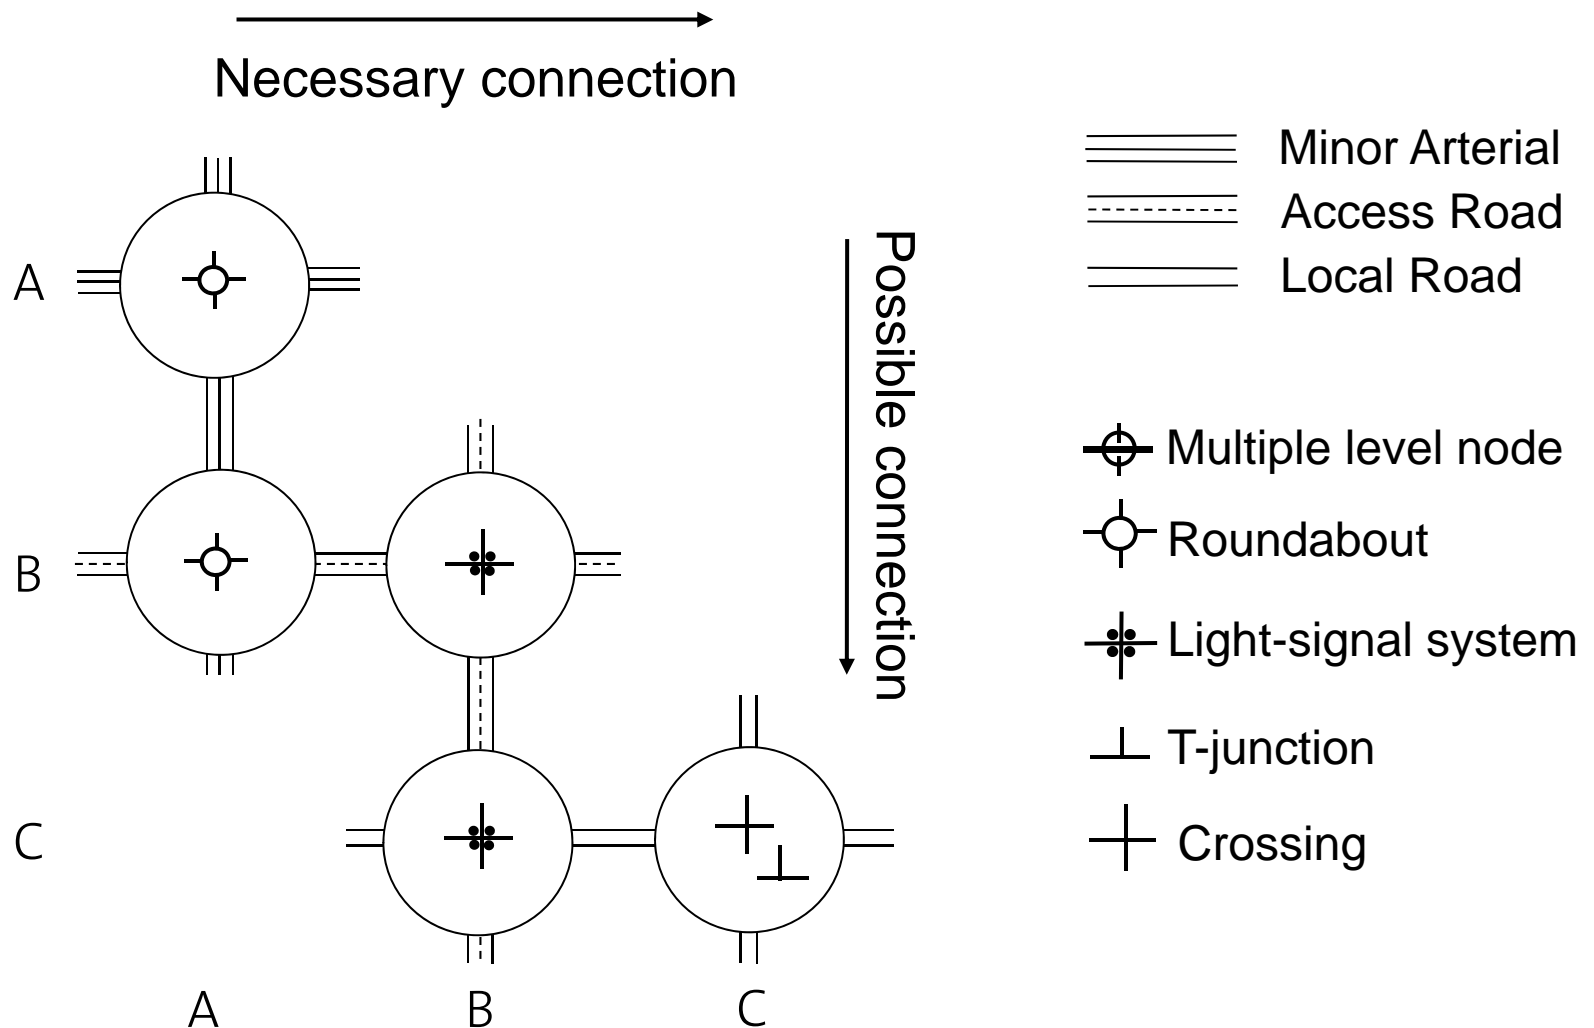 Necessary connection
Minor Arterial
Access Road
Local Road
A
Possible connection
Multiple level node
Roundabout
B
Light-signal system
T-junction
C
Crossing
A
B
C